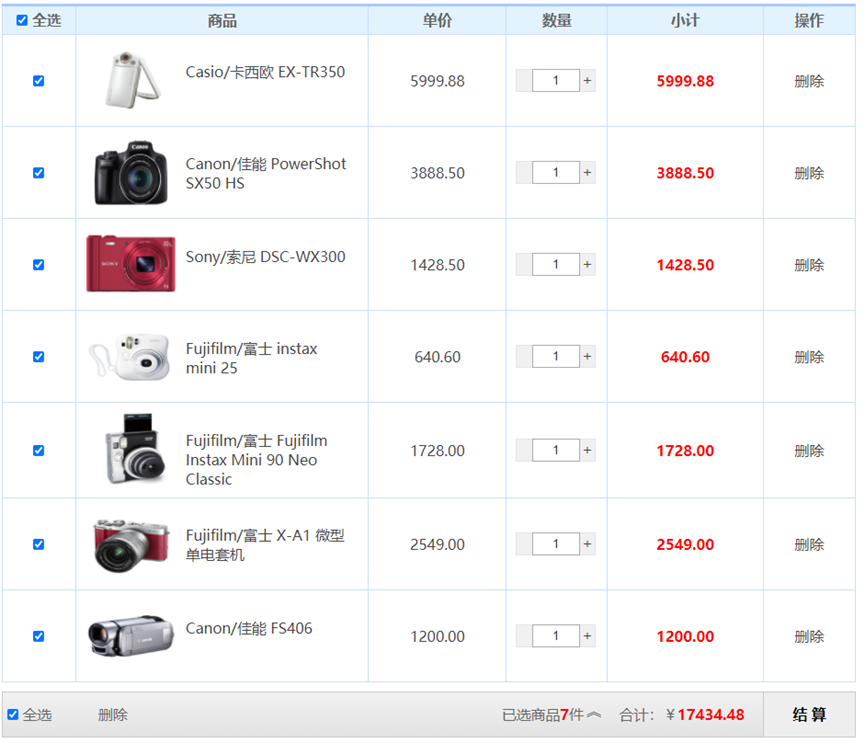 全选 商品 单价 数量 小计 操作
Casio/卡西欧 EX-TR350 5999.88 1 + 5999.88 删除
Canon
Canon/佳能 PowerShot
SX50 HS 3888.50 1 + 3888.50 删除
SONY
Sony/索尼 DSC-WX300 1428.50 1 + 1428.50 删除
Fujifilm/富士 instax
mini 25 640.60 1 + 640.60 删除
Fujifilm/富士 Fujifilm
Instax Mini 90 Neo 1728.00 1 + 1728.00 删除
Classic
Fujifilm/富士 X-A1 微型
单电套机 2549.00 1 + 2549.00 删除
Canon/佳能 FS406 1200.00 1 + 1200.00 删除
全选 删除 已选商品7件 合计：￥17434.48 结 算